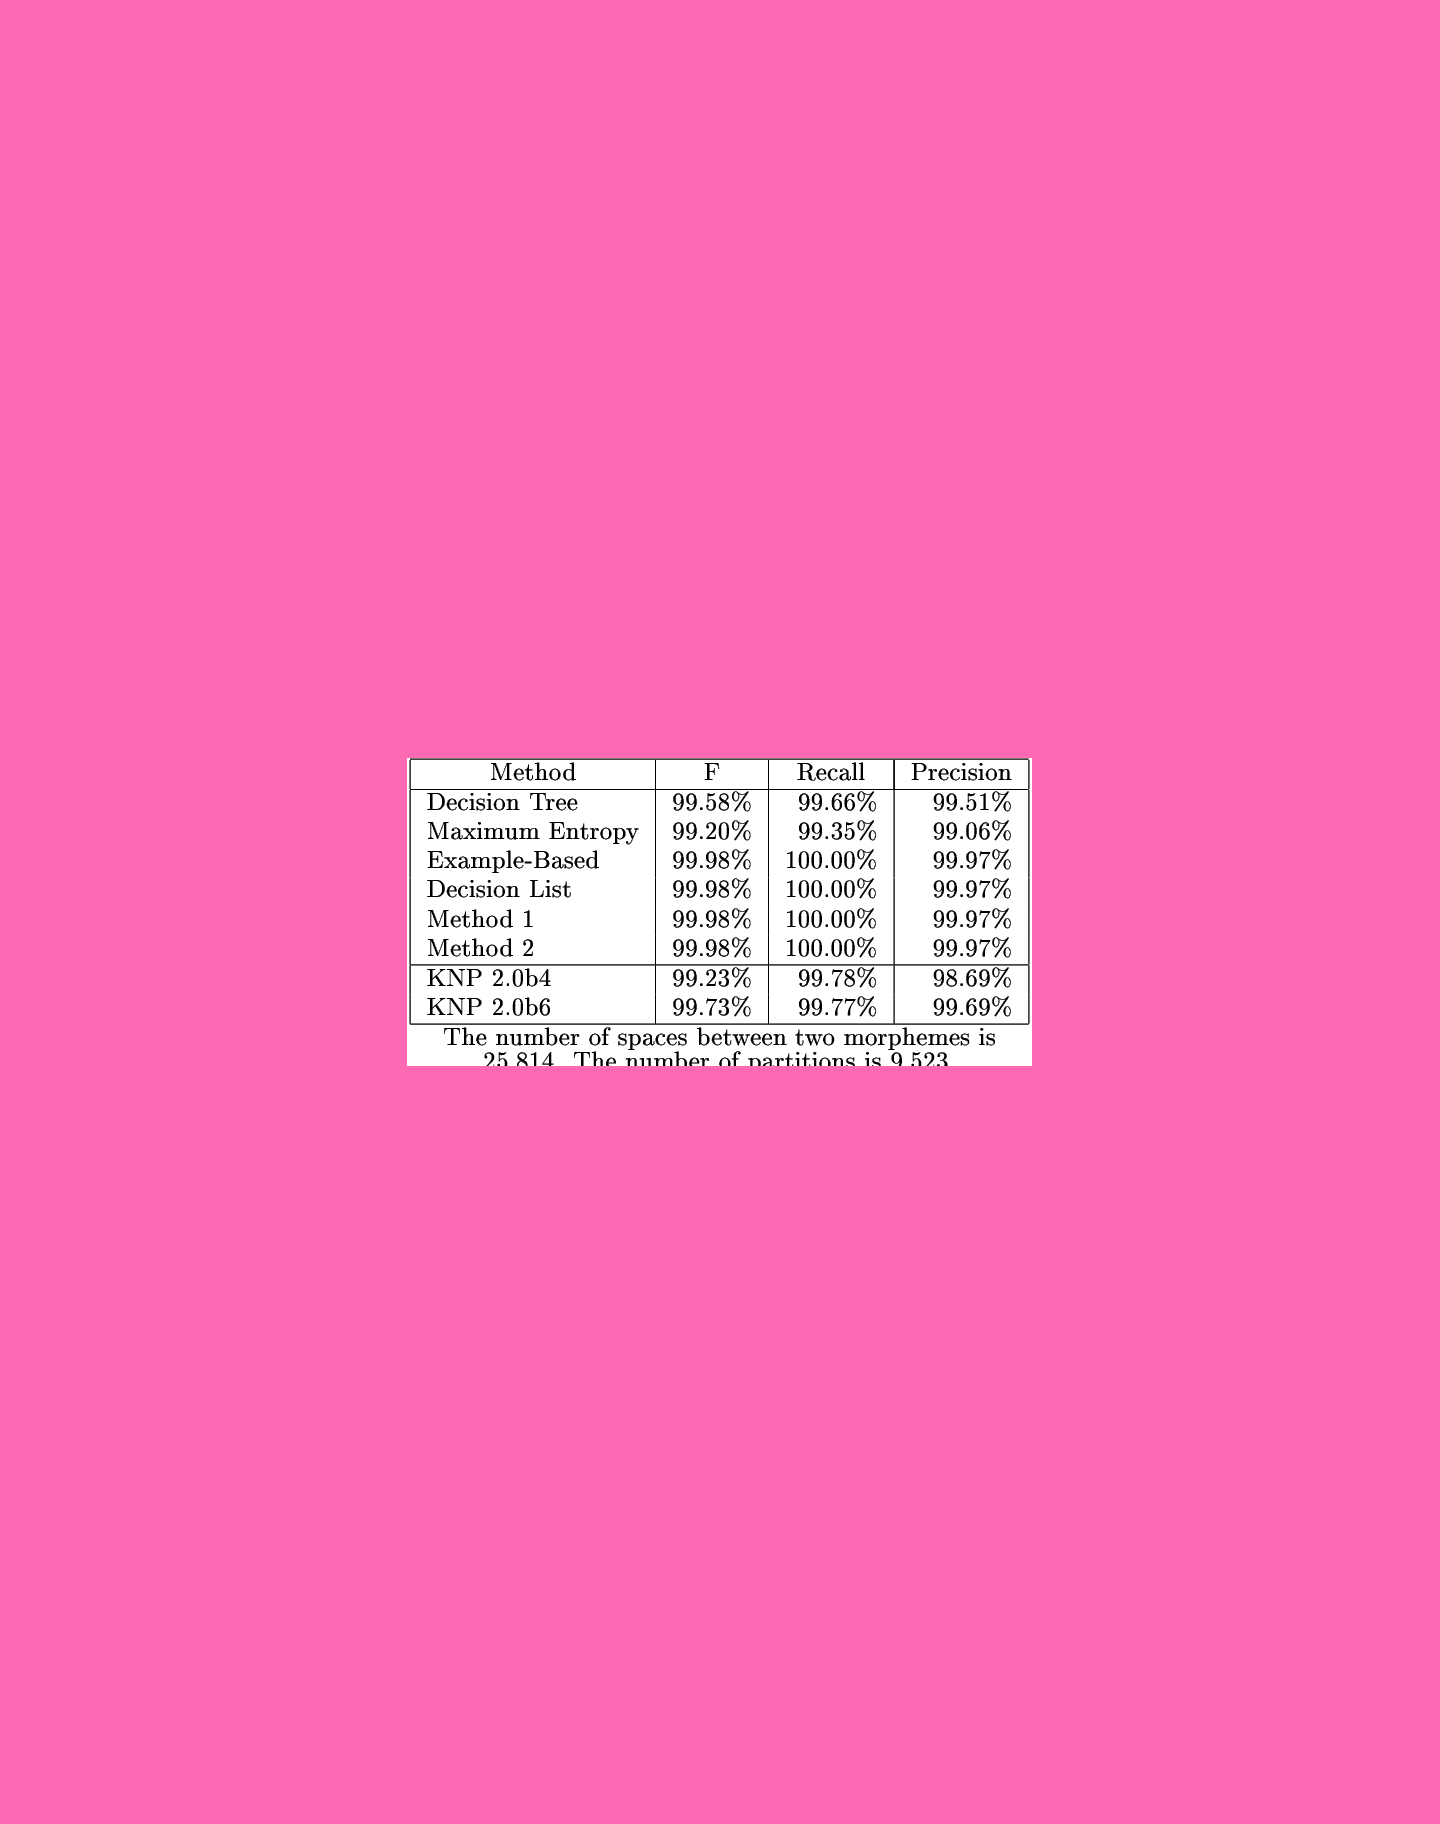 Method F Recall Precision
Decision Tree 99.58% 99.66% 99.51%
Maximum Entropy 99.20% 99.35% 99.06%
Example-Based 99.98% 100.00% 99.97%
Decision List 99.98% 100.00% 99.97%
Method 1 99.98% 100.00% 99.97%
Method 2 99.98% 100.00% 99.97%
KNP 2.0b4 99.23% 99.78% 98.69%
KNP 2.0b6 99.73% 99.77% 99.69%
The number of spaces between two morphemes is
25,814. The number of partitions is 9,523.